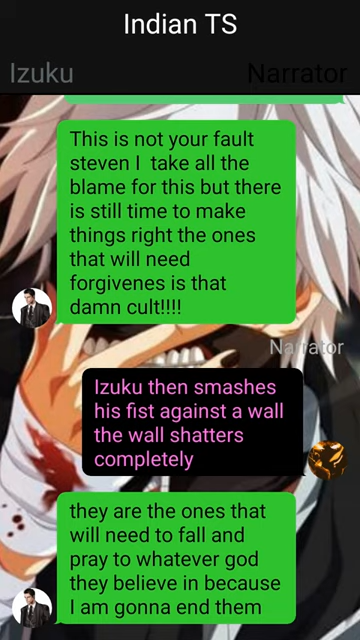 Indian TS
Izuku
Narrator
This is not your fault
steven I  take all the
blame for this but there
is still time to make
things right the ones
that will need
forgivenes is that
damn cult!!!!
Narrator
Izuku then smashes
his fist against a wall
the wall shatters
completely
they are the ones that
will need to fall and
pray to whatever god
they believe in because
I am gonna end them